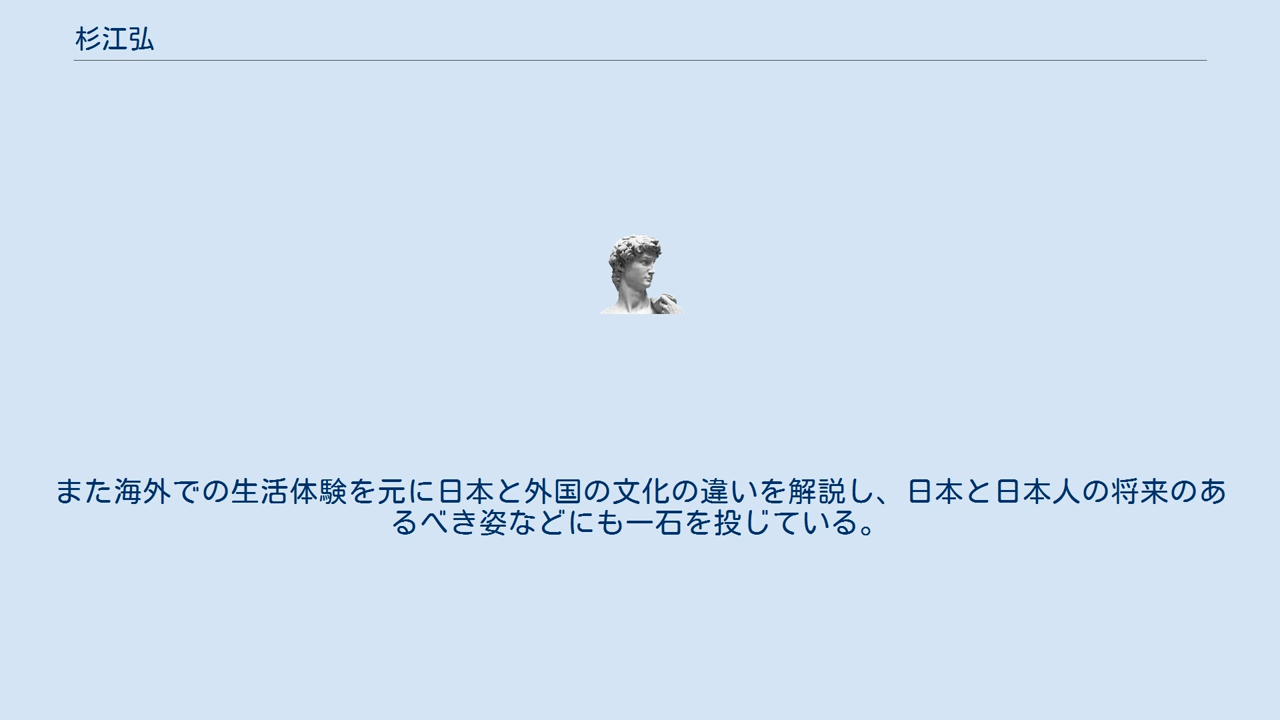 杉江弘
また海外での生活体験を元に日本と外国の文化の違いを解説し、日本と日本人の将来のあ
るべき姿などにも一石を投じている。